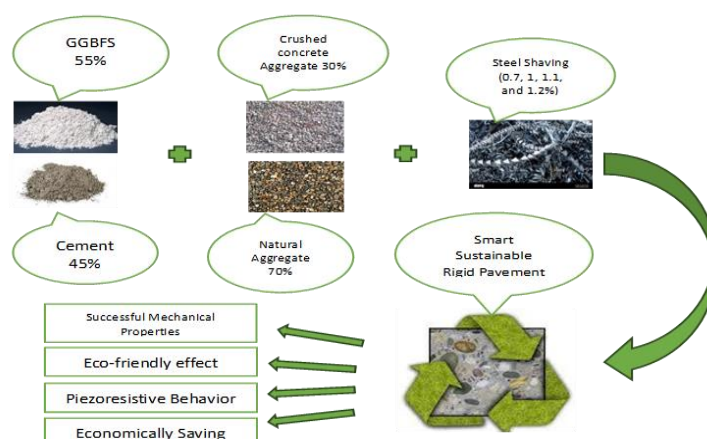 GGBFS
55%
Crushed
concrete
Aggregate 30%
Steel Shaving
(0.7, 1, 1.1,
and 1.2%)
Cement
45%
Natural
Aggregate
70%
Smart
Sustainable
Rigid Pavement
Successful Mechanical
Properties
Eco-friendly effect
Piezoresistive Behavior
Economically Saving